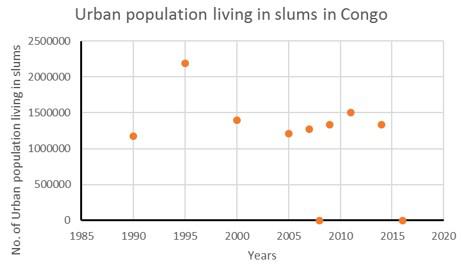 Urban population living in slums in Congo
No. of Urban population living in slums
2500000
2000000
1500000
1000000
500000
0
1985 1990 1995 2000 2005 2010 2015 2020
Years